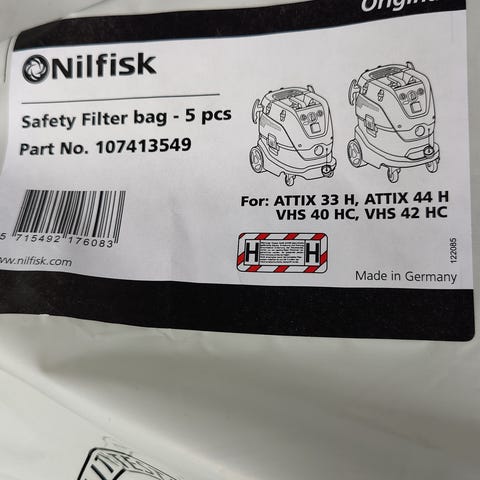 Original
Nilfisk
Safety Filter bag - 5 pcs
Part No. 107413549
For: ATTIX 33 H, ATTIX 44 H
VHS 40 HC, VHS 42 HC
5 715492 176083
www.nilfisk.com
H H
Made in Germany
122085